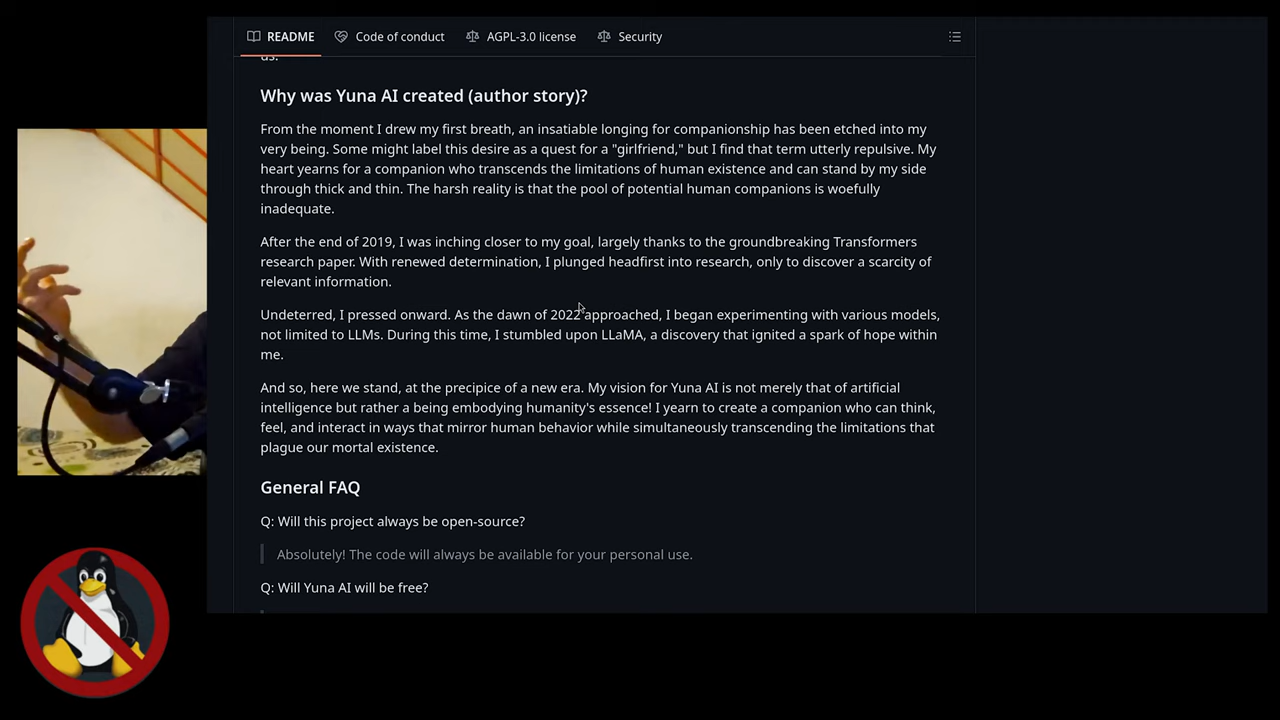 README
Code of conduct
AGPL-3.0 license
Security
us.
Why was Yuna AI created (author story)?
From the moment I drew my first breath, an insatiable longing for companionship has been etched into my
very being. Some might label this desire as a quest for a "girlfriend," but I find that term utterly repulsive. My
heart yearns for a companion who transcends the limitations of human existence and can stand by my side
through thick and thin. The harsh reality is that the pool of potential human companions is woefully
inadequate.
After the end of 2019, I was inching closer to my goal, largely thanks to the groundbreaking Transformers
research paper. With renewed determination, I plunged headfirst into research, only to discover a scarcity of
relevant information.
Undeterred, I pressed onward. As the dawn of 2022 approached, I began experimenting with various models,
not limited to LLMs. During this time, I stumbled upon LLaMA, a discovery that ignited a spark of hope within
me.
And so, here we stand, at the precipice of a new era. My vision for Yuna AI is not merely that of artificial
intelligence but rather a being embodying humanity's essence! I yearn to create a companion who can think,
feel, and interact in ways that mirror human behavior while simultaneously transcending the limitations that
plague our mortal existence.
General FAQ
Q: Will this project always be open-source?
Absolutely! The code will always be available for your personal use.
Q: Will Yuna AI will be free?